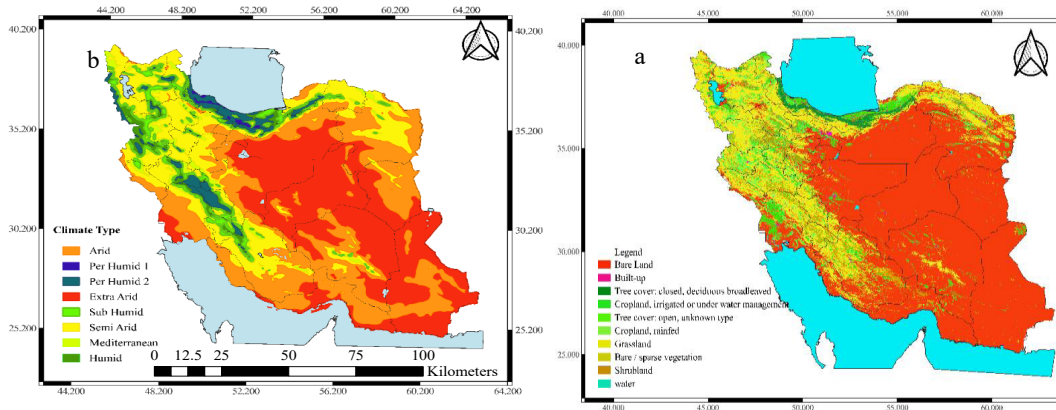 44.200 48.200 52.200 56.200 60.200 64.200
40.200 40.200
35.200 35.200
30.200 30.200
25.200 25.200
b
Climate Type
Arid
Per Humid 1
Per Humid 2
Extra Arid
Sub Humid
Semi Arid
Mediterranean
Humid
0 12.5 25 50 75 100
Kilometers
44.200 48.200 52.200 56.200 60.200 64.200
40.000 45.000 50.000 55.000 60.000
40.000
35.000
30.000
25.000
a
Legend
Bare Land
Built-up
Tree cover: closed, deciduous broadleaved
Cropland, irrigated or under water management
Tree cover: open, unknown type
Cropland, rainfed
Grassland
Bare / sparse vegetation
Shrubland
water
45.000 50.000 55.000 60.000